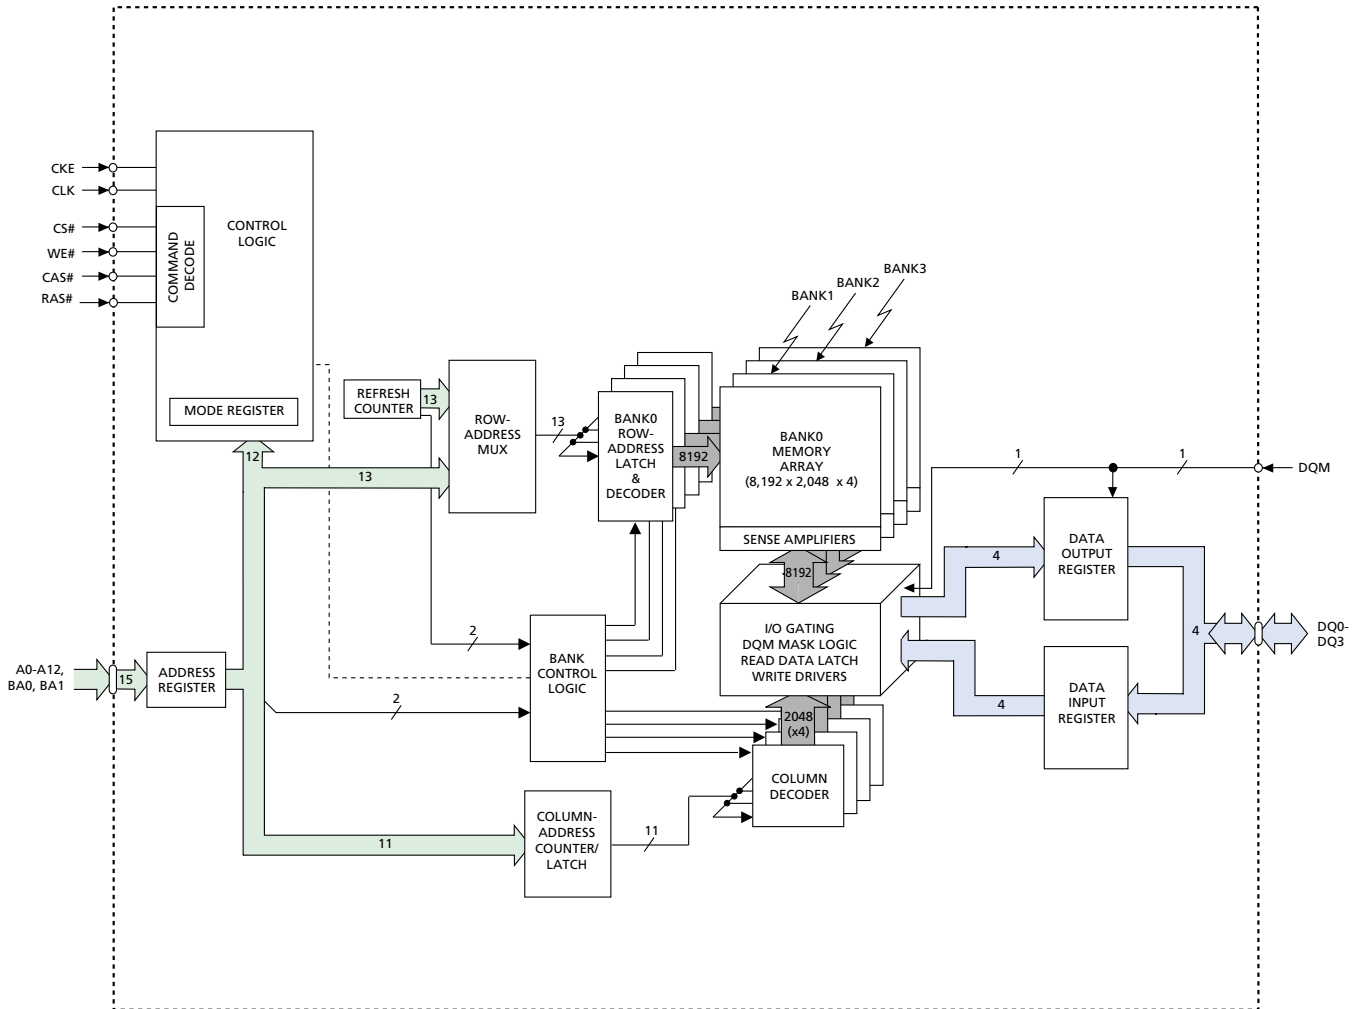 CKE
CLK
CS#
WE#
CAS#
RAS#
COMMAND
DECODE
CONTROL
LOGIC
MODE REGISTER
12
REFRESH
COUNTER
13
13
ROW-
ADDRESS
MUX
13
BANK0
ROW-
ADDRESS
LATCH
&
DECODER
8192
BANK1
BANK2
BANK3
BANK0
MEMORY
ARRAY
(8,192 x 2,048 x 4)
SENSE AMPLIFIERS
8192
I/O GATING
DQM MASK LOGIC
READ DATA LATCH
WRITE DRIVERS
2048
(x4)
COLUMN
DECODER
1
1
DQM
DATA
OUTPUT
REGISTER
4
4
DQ0-
DQ3
DATA
INPUT
REGISTER
4
A0-A12,
BA0, BA1
15
ADDRESS
REGISTER
2
2
BANK
CONTROL
LOGIC
11
COLUMN-
ADDRESS
COUNTER/
LATCH
11